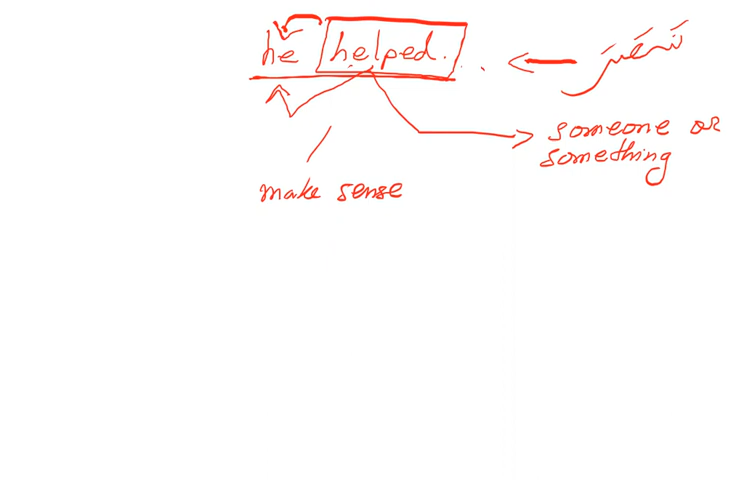 he helped. . . ← نَصَرَ
someone or
something
make sense